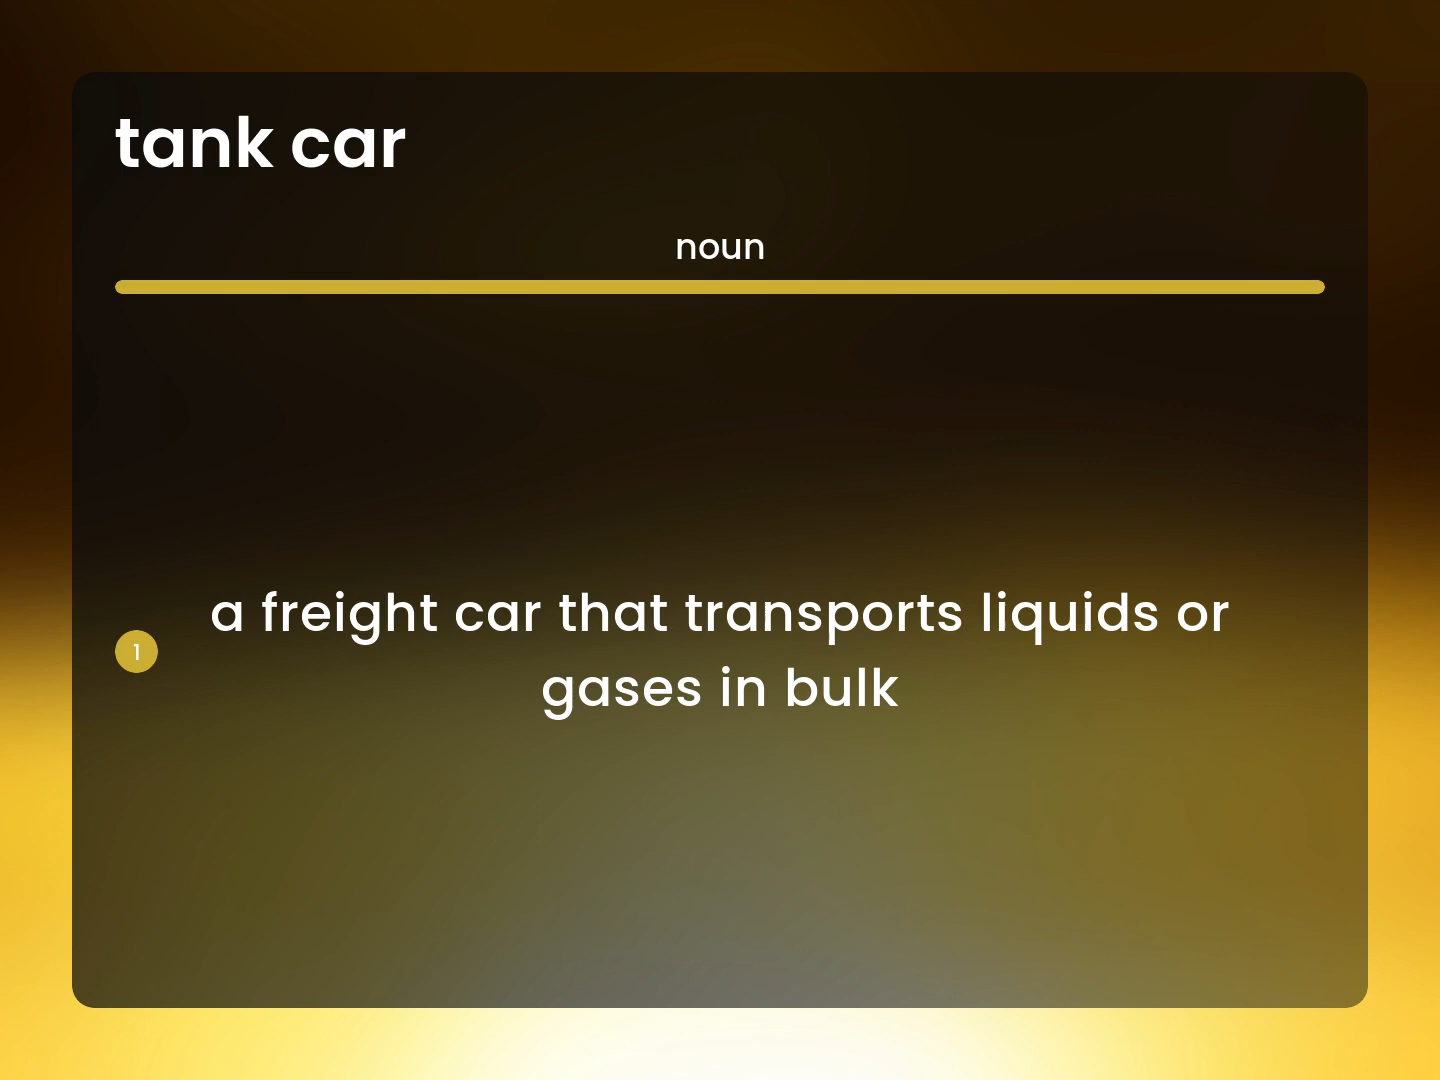 tank car
noun
1
a freight car that transports liquids or
gases in bulk